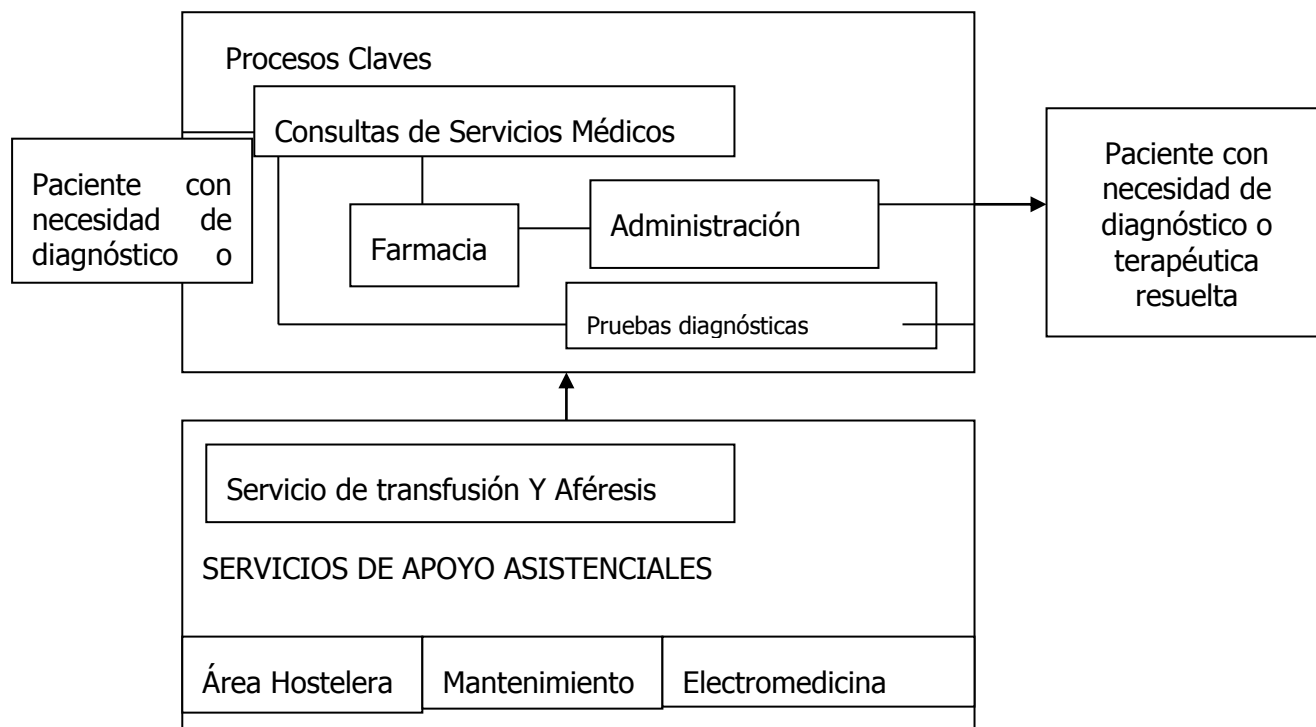 Procesos Claves
Consultas de Servicios Médicos
Paciente con
necesidad de
diagnóstico o
Farmacia
Administración
Pruebas diagnósticas
Paciente con
necesidad de
diagnóstico o
terapéutica
resuelta
Servicio de transfusión Y Aféresis
SERVICIOS DE APOYO ASISTENCIALES
Área Hostelera
Mantenimiento
Electromedicina